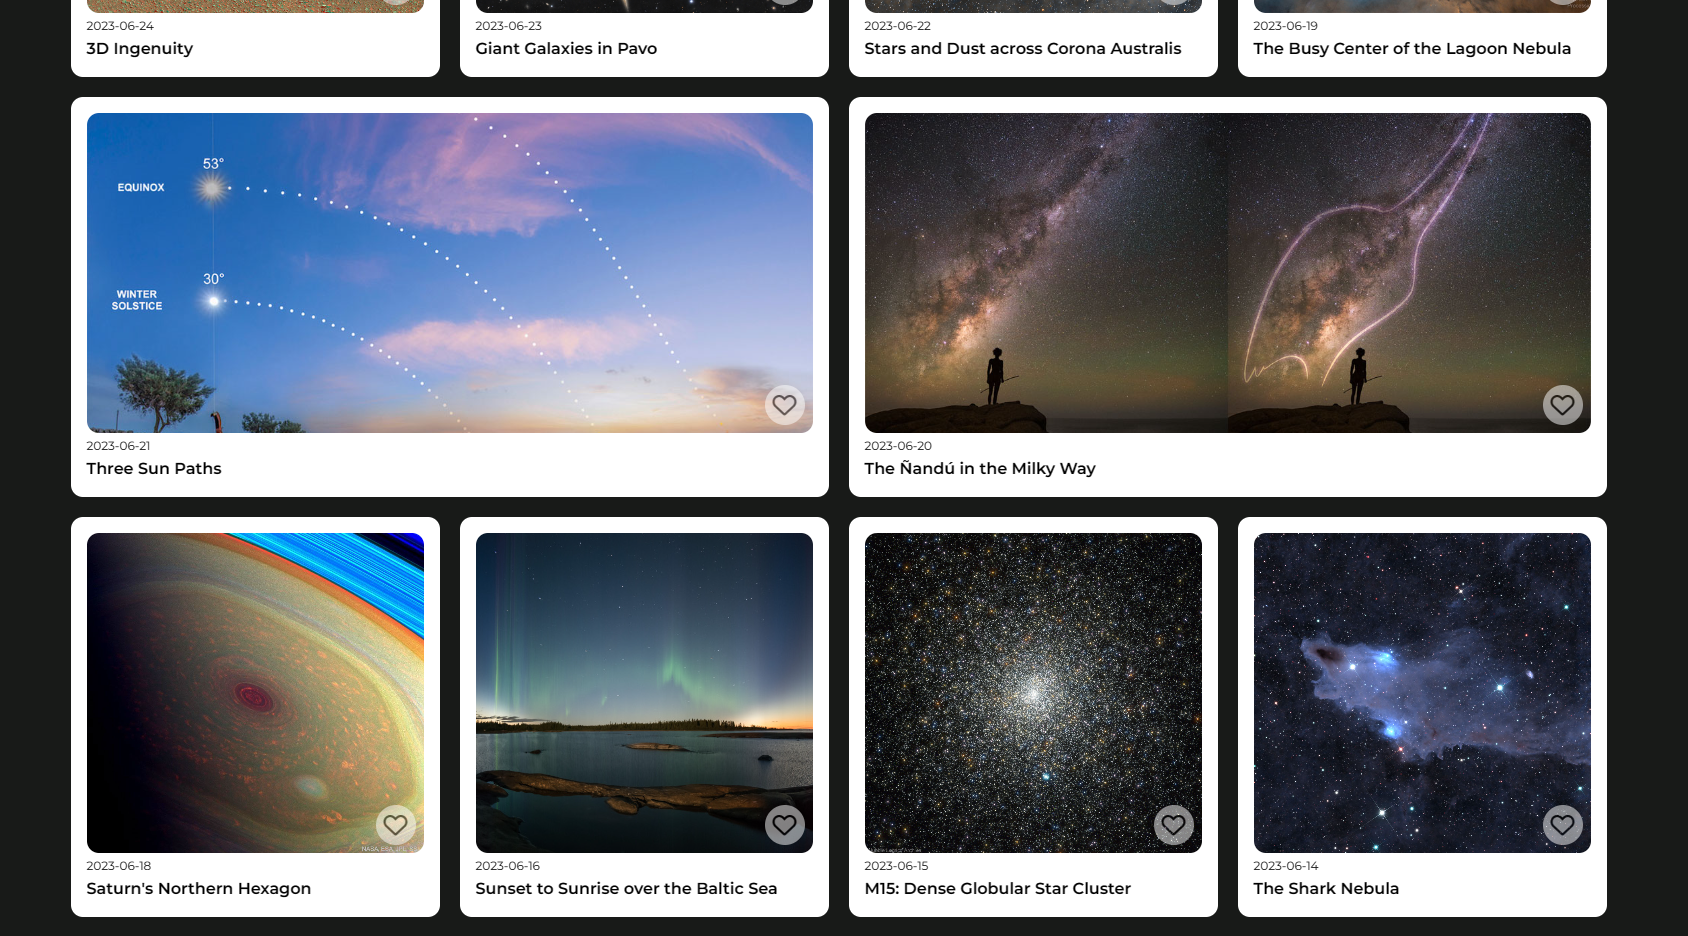 2023-06-24
3D Ingenuity
2023-06-23
Giant Galaxies in Pavo
2023-06-22
Stars and Dust across Corona Australis
2023-06-19
The Busy Center of the Lagoon Nebula
53°
EQUINOX
30°
WINTER
SOLSTICE
2023-06-21
Three Sun Paths
2023-06-20
The Ñandú in the Milky Way
NASA, ESA, JPL
2023-06-18
Saturn's Northern Hexagon
2023-06-16
Sunset to Sunrise over the Baltic Sea
2023-06-15
M15: Dense Globular Star Cluster
2023-06-14
The Shark Nebula